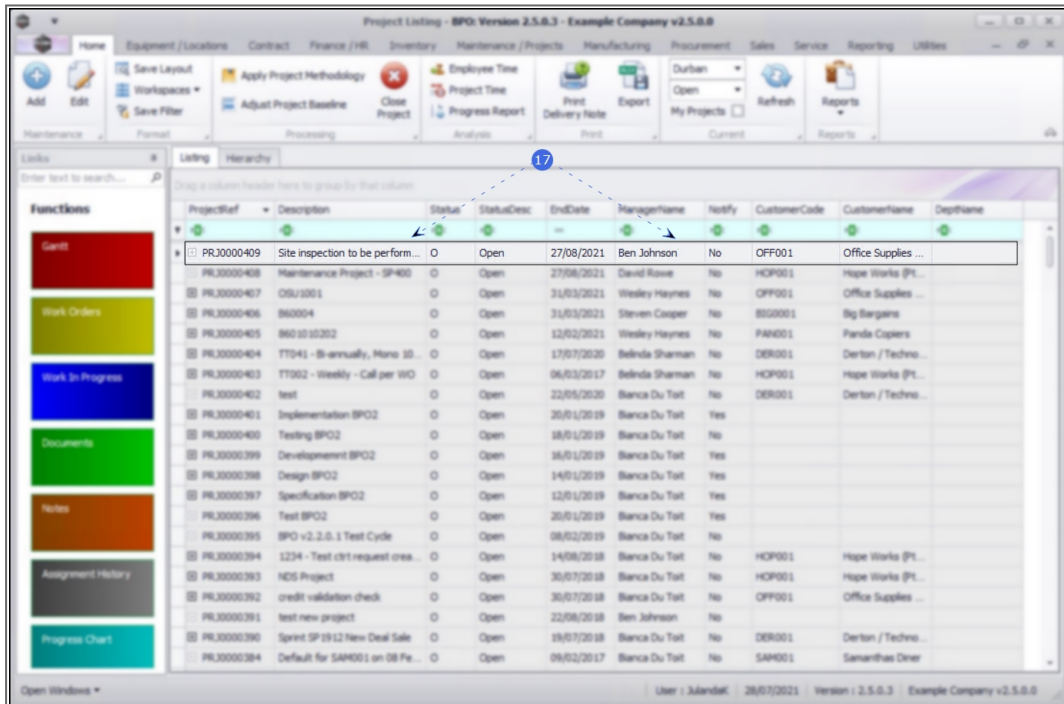 Project Listing - BPO: Version 2.5.0.3 - Example Company v2.5.0.0
Home Equipment / Locations Contract Finance / HR Inventory Maintenance / Projects Manufacturing Procurement Sales Service Reporting Utilities
Save Layout Apply Project Methodology Employee Time Durban
Workspaces Project Time Open
Add Edit Save Filter Adjust Project Baseline Close Project Progress Report Print Delivery Note Export My Projects Refresh Reports
Maintenance Format Processing Analysis Print Current Reports
Links Listing Hierarchy 17
Enter text to search... Drag a column header here to group by that column
Functions ProjectRef Description Status StatusDesc EndDate ManagerName Notify CustomerCode CustomerName DeptName
Gantt
PRJ0000409 Site inspection to be perform... O Open 27/08/2021 Ben Johnson No OFF001 Office Supplies ...
PRJ0000408 Maintenance Project - SP400 O Open 27/08/2021 David Rowe No HOP001 Hope Works (Pt...
PRJ0000407 OSU1001 O Open 31/03/2021 Wesley Haynes No OFF001 Office Supplies ...
Work Orders
PRJ0000406 B60004 O Open 31/03/2021 Steven Cooper No BIG0001 Big Bargains
PRJ0000405 8601010202 O Open 12/02/2021 Wesley Haynes No PAN001 Panda Copiers
PRJ0000404 TT041 - Bi-annually, Mono 10... O Open 17/07/2020 Belinda Sharman No DER001 Derton / Techno...
Work In Progress
PRJ0000403 TT002 - Weekly - Call per WO O Open 06/03/2017 Belinda Sharman No HOP001 Hope Works (Pt...
PRJ0000402 test O Open 22/05/2020 Bianca Du Toit No DER001 Derton / Techno...
PRJ0000401 Implementation BPO2 O Open 20/01/2019 Bianca Du Toit Yes
PRJ0000400 Testing BPO2 O Open 18/01/2019 Bianca Du Toit No
Documents
PRJ0000399 Developmemnt BPO2 O Open 16/01/2019 Bianca Du Toit Yes
PRJ0000398 Design BPO2 O Open 14/01/2019 Bianca Du Toit Yes
PRJ0000397 Specification BPO2 O Open 12/01/2019 Bianca Du Toit Yes
Notes
PRJ0000396 Test BPO2 O Open 20/01/2019 Bianca Du Toit Yes
PRJ0000395 BPO v2.2.0.1 Test Cycle O Open 08/02/2019 Bianca Du Toit No
PRJ0000394 1234 - Test ctrt request crea... O Open 14/08/2018 Bianca Du Toit No HOP001 Hope Works (Pt...
Assignment History
PRJ0000393 NDS Project O Open 30/07/2018 Bianca Du Toit No HOP001 Hope Works (Pt...
PRJ0000392 credit validation check O Open 30/07/2018 Bianca Du Toit No OFF001 Office Supplies ...
PRJ0000391 test new project O Open 22/08/2018 Ben Johnson No
Progress Chart
PRJ0000390 Sprint SP1912 New Deal Sale O Open 19/07/2018 Bianca Du Toit No DER001 Derton / Techno...
PRJ0000384 Default for SAM001 on 08 Fe... O Open 09/02/2017 Bianca Du Toit No SAM001 Samanthas Diner
Open Windows User : JulandaK 28/07/2021 Version : 2.5.0.3 Example Company v2.5.0.0